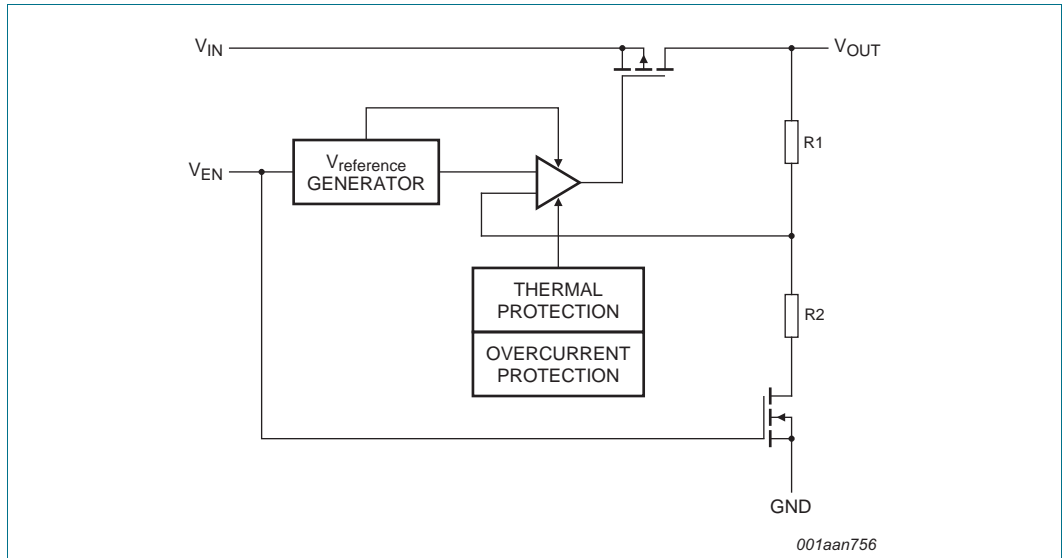 VIN
VOUT
R1
VEN
Vreference
GENERATOR
THERMAL
PROTECTION
R2
OVERCURRENT
PROTECTION
GND
001aan756